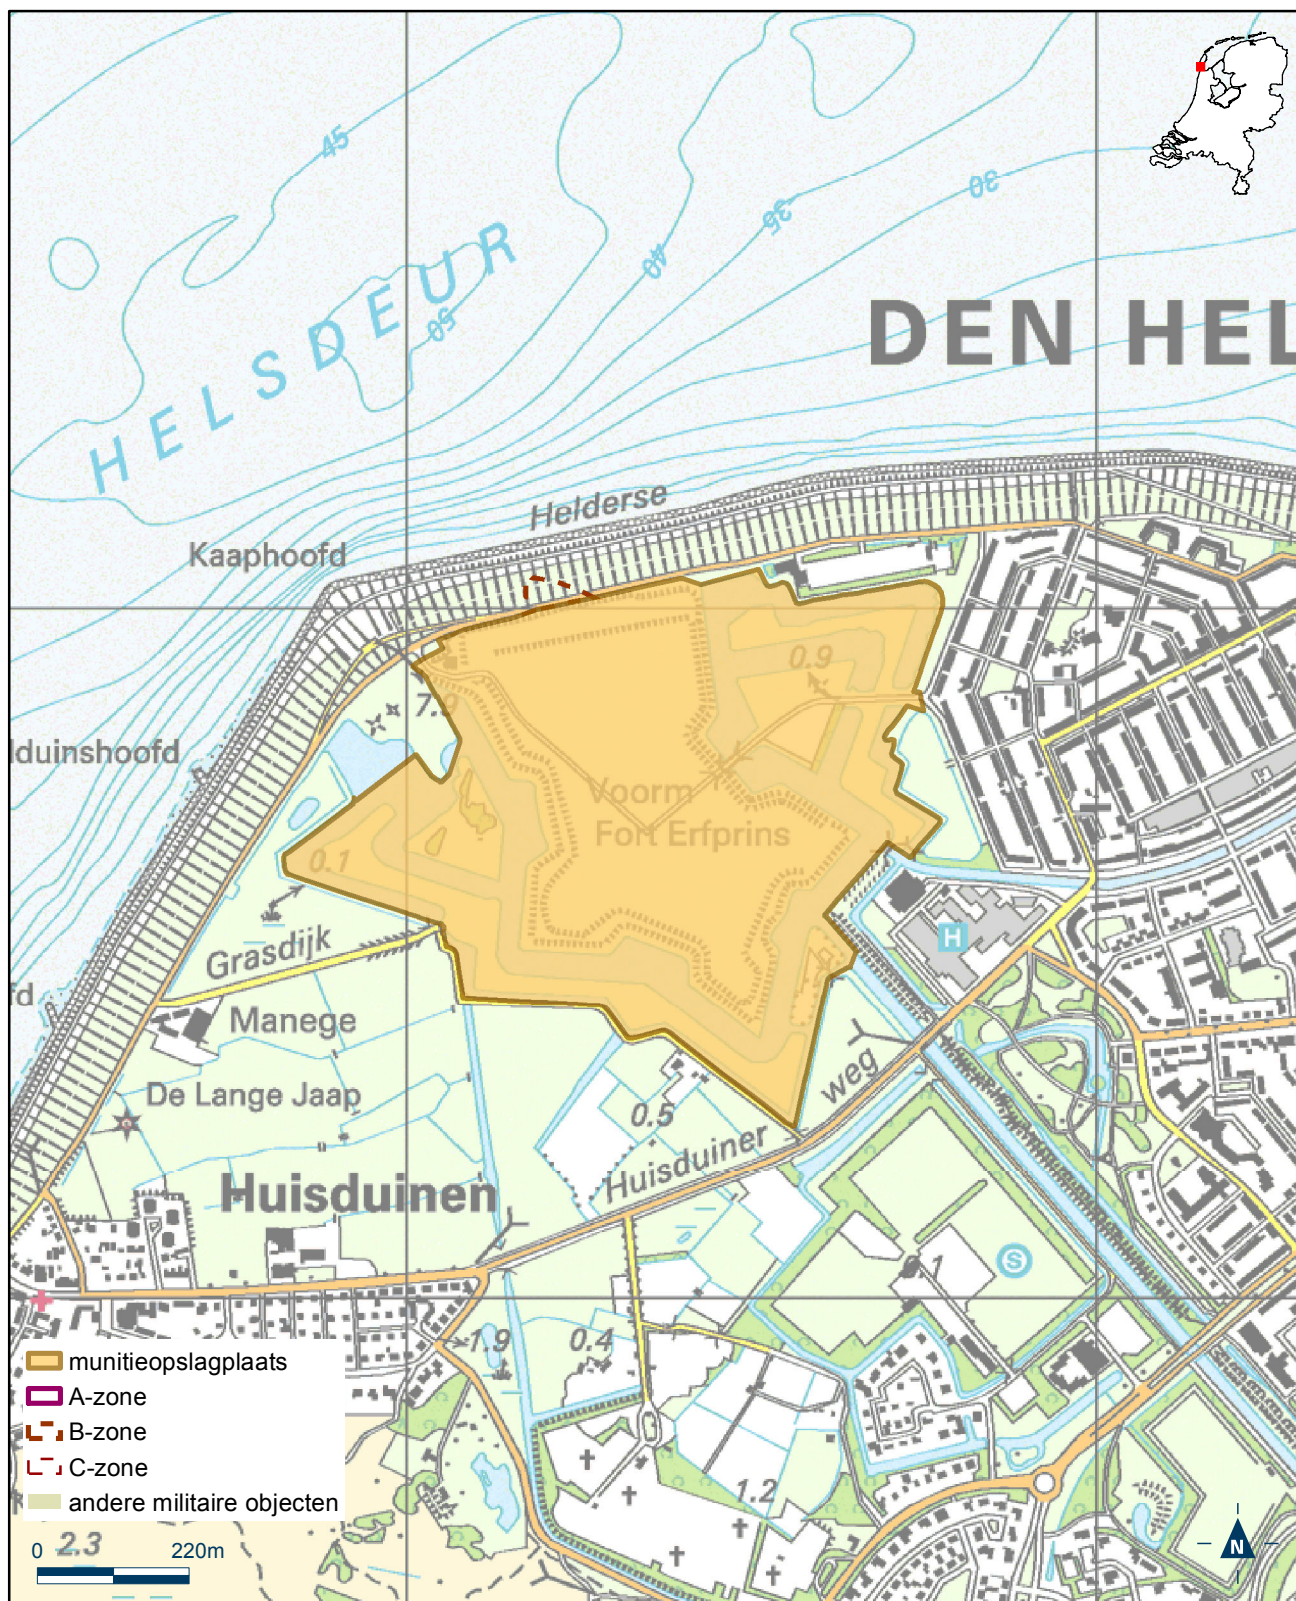 45
30
35
40
50
HELSDEUR
DEN HEL
Helderse
Kaaphoofd
0.9
7.9
lduinshoofd
Voorm
Fort Erfprins
0.1
H
Grasdijk
fd
Manege
De Lange Jaap
0.5
weg
Huisduiner
Huisduinen
S
.1
1.9
0.4
1.2
munitieopslagplaats
A-zone
B-zone
C-zone
andere militaire objecten
2.3
0 220m
N